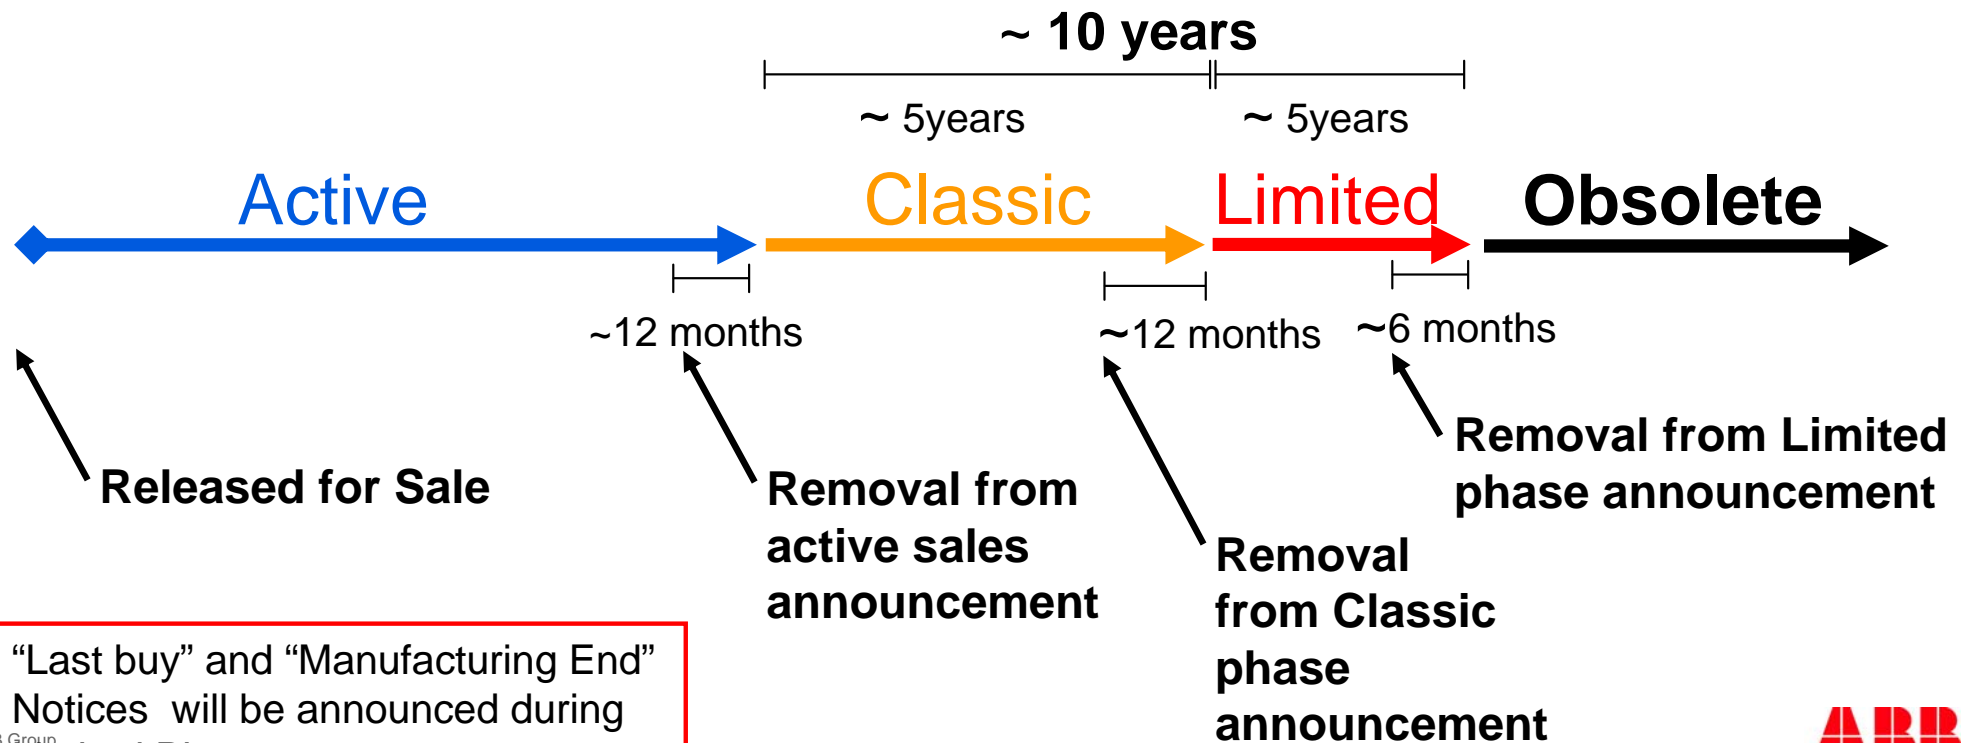 ~ 10 years
~ 5years
~ 5years
Active
Classic
Limited
Obsolete
~12 months
~12 months
~6 months
Released for Sale
Removal from
active sales
announcement
Removal
from Classic
phase
announcement
Removal from Limited
phase announcement
“Last buy” and “Manufacturing End”
Notices will be announced during
Group
ABB